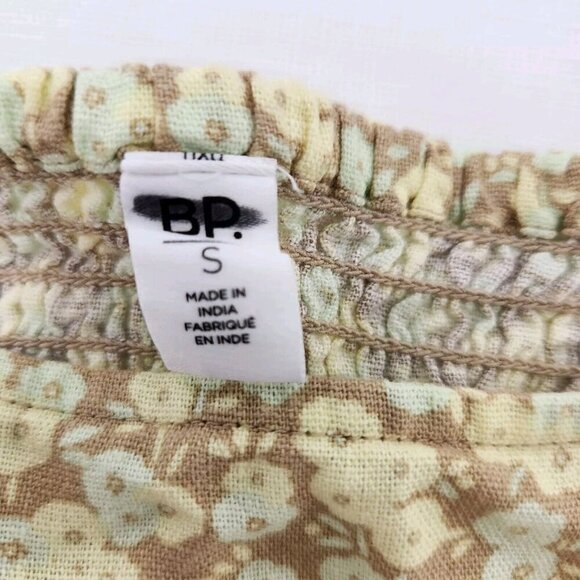 BP.
S
MADE IN
INDIA
FABRIQUÉ
EN INDE